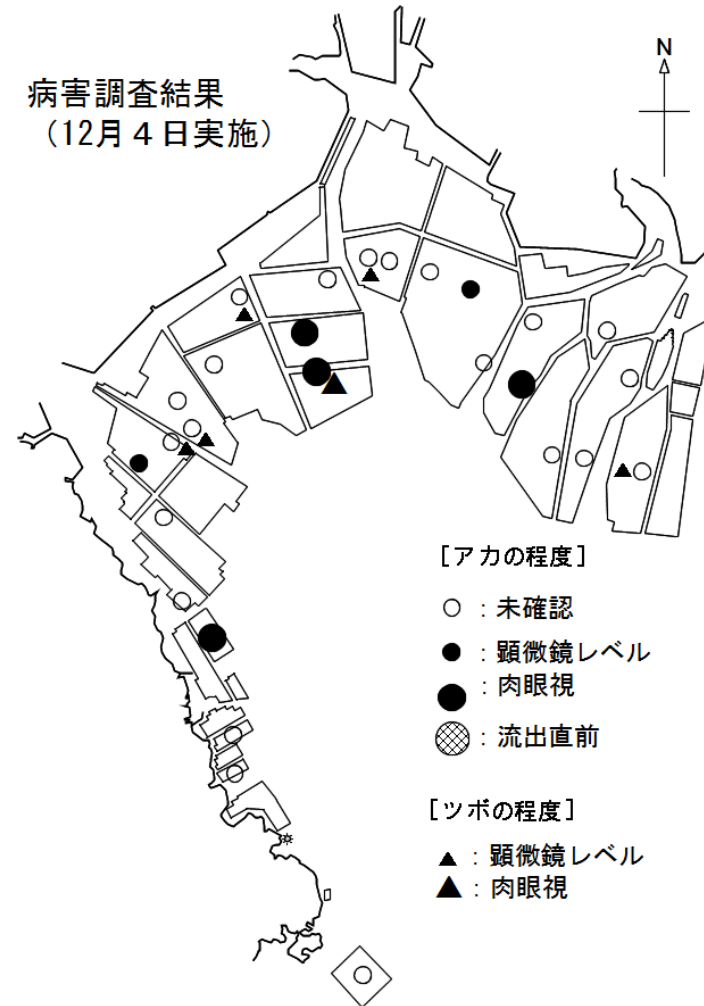 病害調査結果
（12月４日実施）
N
［アカの程度］
○ : 未確認
● : 顕微鏡レベル
● : 肉眼視
: 流出直前
［ツボの程度］
▲ : 顕微鏡レベル
▲ : 肉眼視